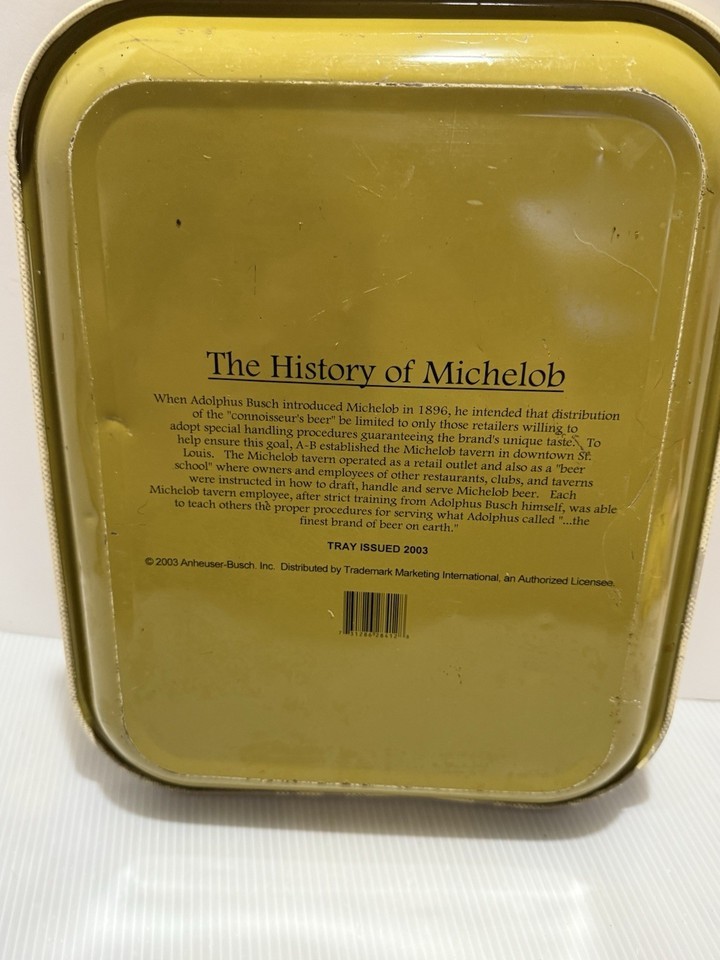 The History of Michelob
When Adolphus Busch introduced Michelob in 1896, he intended that distribution
of the "connoisseur's beer" be limited to only those retailers willing to
adopt special handling procedures guaranteeing the brand's unique taste. To
help ensure this goal, A-B established the Michelob tavern in downtown St.
Louis. The Michelob tavern operated as a retail outlet and also as a "beer
school" where owners and employees of other restaurants, clubs, and taverns
were instructed in how to draft, handle and serve Michelob beer. Each
Michelob tavern employee, after strict training from Adolphus Busch himself, was able
to teach others the proper procedures for serving what Adolphus called "...the
finest brand of beer on earth."
TRAY ISSUED 2003
© 2003 Anheuser-Busch. Inc. Distributed by Trademark Marketing International, an Authorized Licensee.